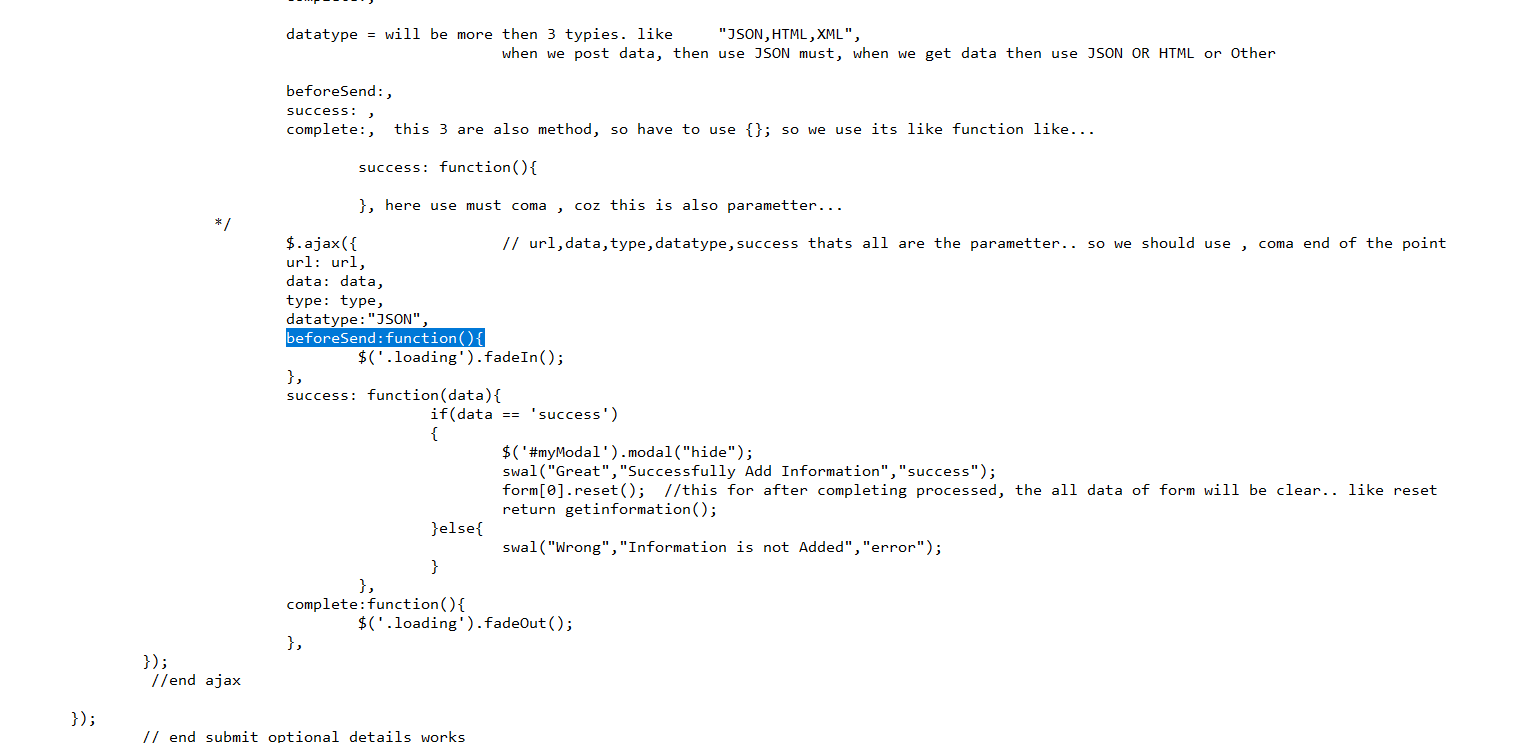 datatype = will be more then 3 typies. like "JSON,HTML,XML",
when we post data, then use JSON must, when we get data then use JSON OR HTML or Other
beforeSend:,
success: ,
complete:, this 3 are also method, so have to use {}; so we use its like function like...
success: function(){
}, here use must coma , coz this is also parametter...
*/
$.ajax({ // url,data,type,datatype,success thats all are the parametter.. so we should use , coma end of the point
url: url,
data: data,
type: type,
datatype:"JSON",
beforeSend:function(){
$('.loading').fadeIn();
},
success: function(data){
if(data == 'success')
{
$('#myModal').modal("hide");
swal("Great","Successfully Add Information","success");
form[0].reset(); //this for after completing processed, the all data of form will be clear.. like reset
return getinformation();
}else{
swal("Wrong","Information is not Added","error");
}
},
complete:function(){
$('.loading').fadeOut();
},
});
//end ajax
});
// end submit optional details works